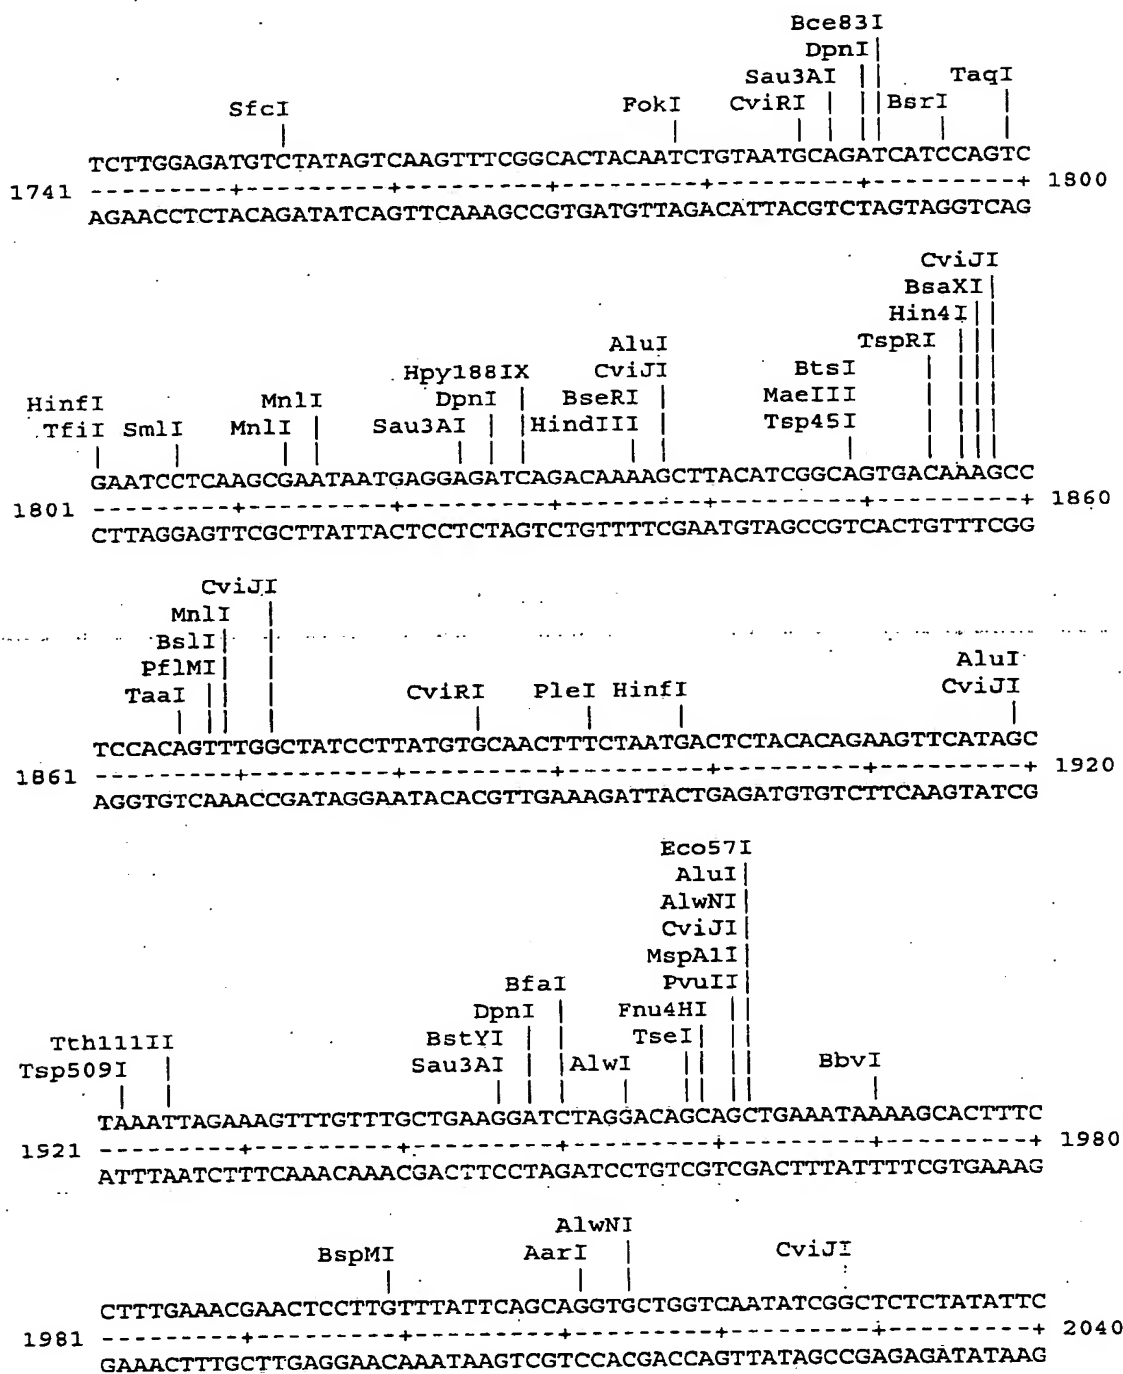 Bce83I
DpnI|
Sau3AI || TaqI
SfcI FokI CviRI | ||BsrI |
| | | | || | |
TCTTGGAGATGTCTATAGTCAAGTTTCGGCACTACAATCTGTAATGCAGATCATCCAGTC
1741 ---------+---------+---------+---------+---------+---------+ 1800
AGAACCTCTACAGATATCAGTTCAAAGCCGTGATGTTAGACATTACGTCTAGTAGGTCAG
CviJI
BsaXI|
Hin4I||
AluI TspRI |||
Hpy188IX CviJI BtsI | |||
HinfI MnlI DpnI | BseRI | MaeIII | |||
TfiI SmlI MnlI | Sau3AI | |HindIII | Tsp45I | |||
| | | | | | | | | | | |||
GAATCCTCAAGCGAATAATGAGGAGATCAGACAAAAGCTTACATCGGCAGTGACAAAGCC
1801 ---------+---------+---------+---------+---------+---------+ 1860
CTTAGGAGTTCGCTTATTACTCCTCTAGTCTGTTTTCGAATGTAGCCGTCACTGTTTCGG
CviJI
MnlI |
BslI| |
PflMI| | AluI
TaaI || | CviRI PleI HinfI CviJI
| || | | | | |
TCCACAGTTTGGCTATCCTTATGTGCAACTTTCTAATGACTCTACACAGAAGTTCATAGC
1861 ---------+---------+---------+---------+---------+---------+ 1920
AGGTGTCAAACCGATAGGAATACACGTTGAAAGATTACTGAGATGTGTCTTCAAGTATCG
Eco57I
AluI|
AlwNI|
CviJI|
MspA1I|
BfaI PvuII|
DpnI | Fnu4HI ||
Tth111II BstYI | | TseI| ||
Tsp509I | Sau3AI | |AlwI || || BbvI
| | | | | | || || |
TAAATTAGAAAGTTTGTTTGCTGAAGGATCTAGGACAGCAGCTGAAATAAAAGCACTTTC
1921 ---------+---------+---------+---------+---------+---------+ 1980
ATTTAATCTTTCAAACAAACGACTTCCTAGATCCTGTCGTCGACTTTATTTTCGTGAAAG
AlwNI
BspMI AarI | CviJI
| | | |
CTTTGAAACGAACTCCTTGTTTATTCAGCAGGTGCTGGTCAATATCGGCTCTCTATATTC
1981 ---------+---------+---------+---------+---------+---------+ 2040
GAAACTTTGCTTGAGGAACAAATAAGTCGTCCACGACCAGTTATAGCCGAGAGATATAAG